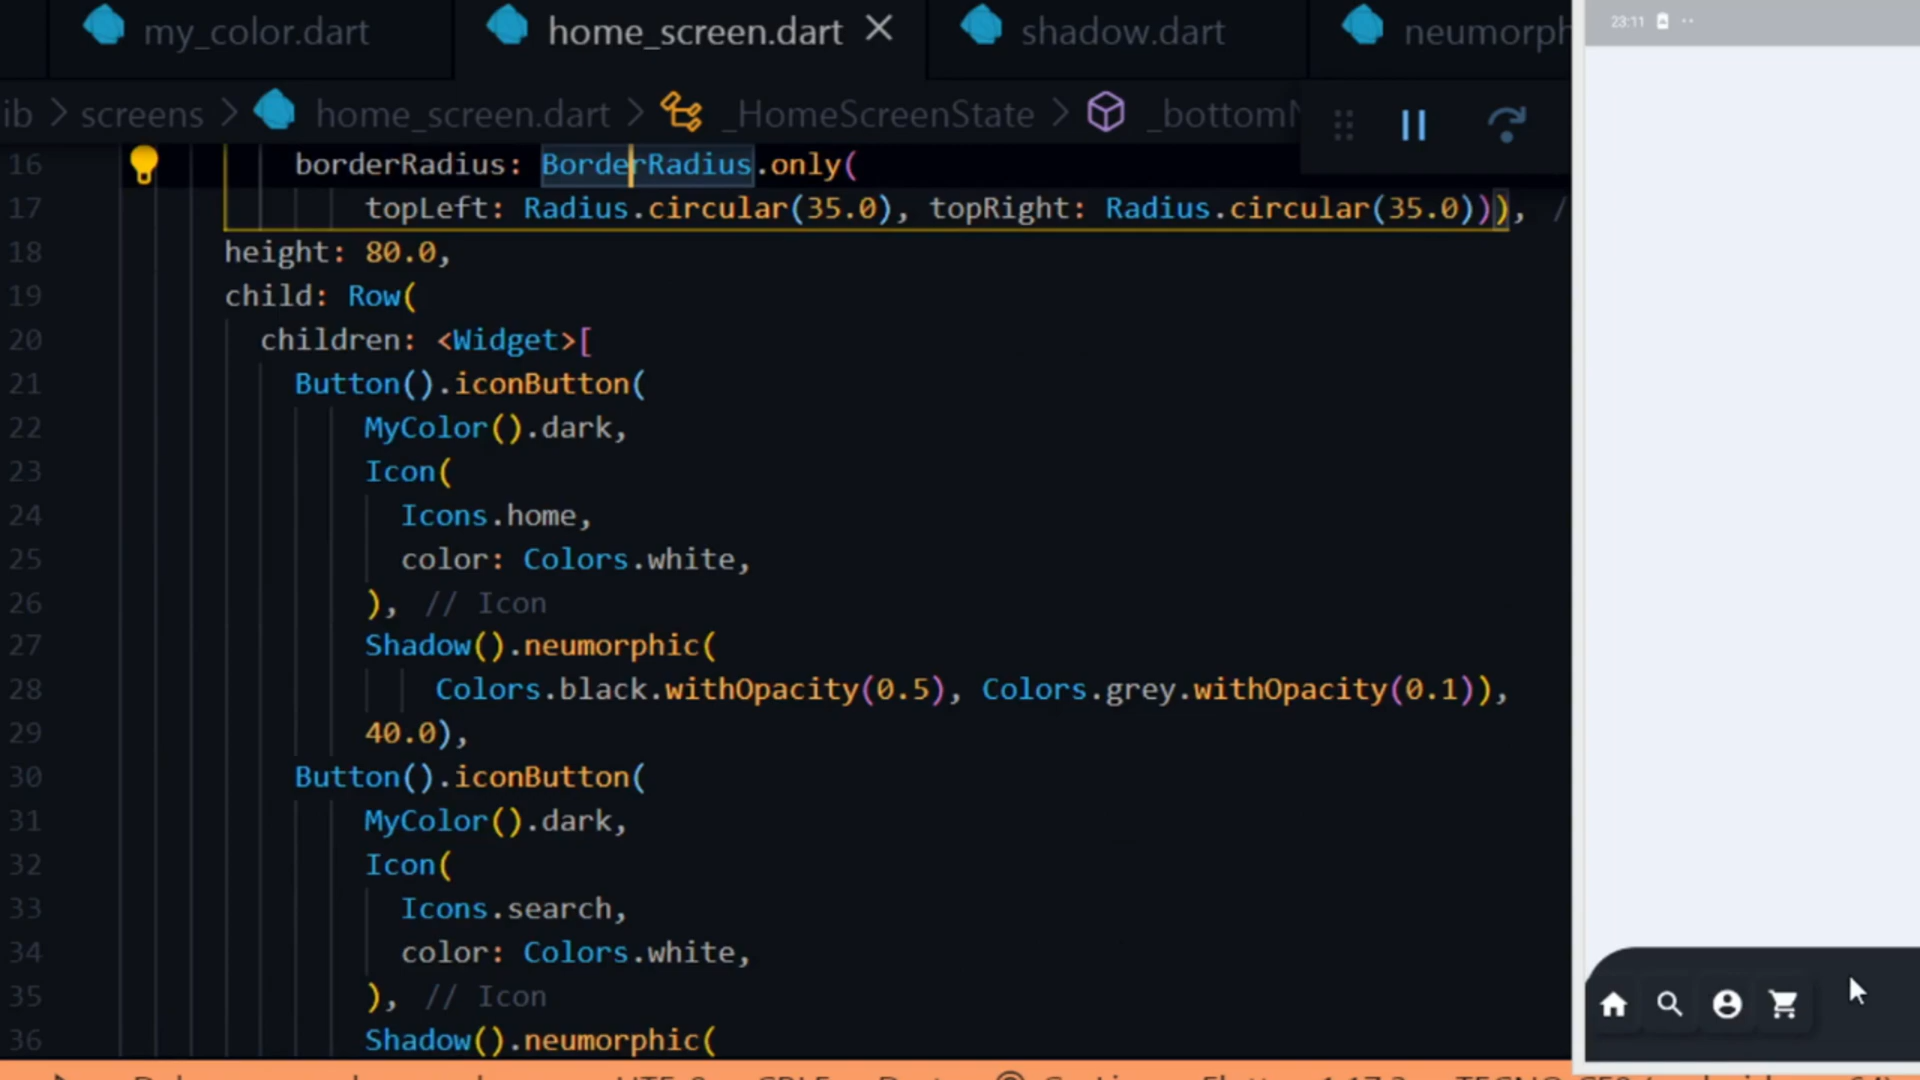 my_color.dart home_screen.dart shadow.dart neumorph
ib > screens > home_screen.dart > _HomeScreenState > _bottomN
23:11
16 borderRadius: BorderRadius.only(
17 topLeft: Radius.circular(35.0), topRight: Radius.circular(35.0))), /
18 height: 80.0,
19 child: Row(
20 children: <Widget>[
21 Button().iconButton(
22 MyColor().dark,
23 Icon(
24 Icons.home,
25 color: Colors.white,
26 ), // Icon
27 Shadow().neumorphic(
28 Colors.black.withOpacity(0.5), Colors.grey.withOpacity(0.1)),
29 40.0),
30 Button().iconButton(
31 MyColor().dark,
32 Icon(
33 Icons.search,
34 color: Colors.white,
35 ), // Icon
36 Shadow().neumorphic(